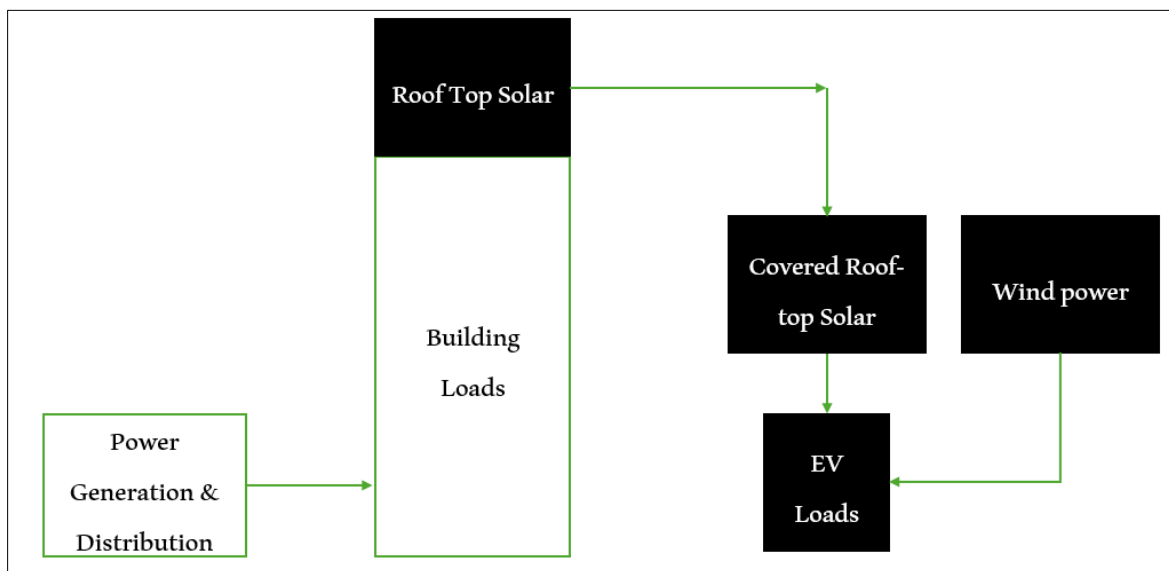 Roof Top Solar
Covered Roof-
top Solar
Wind power
Building
Loads
Power
Generation &
Distribution
EV
Loads